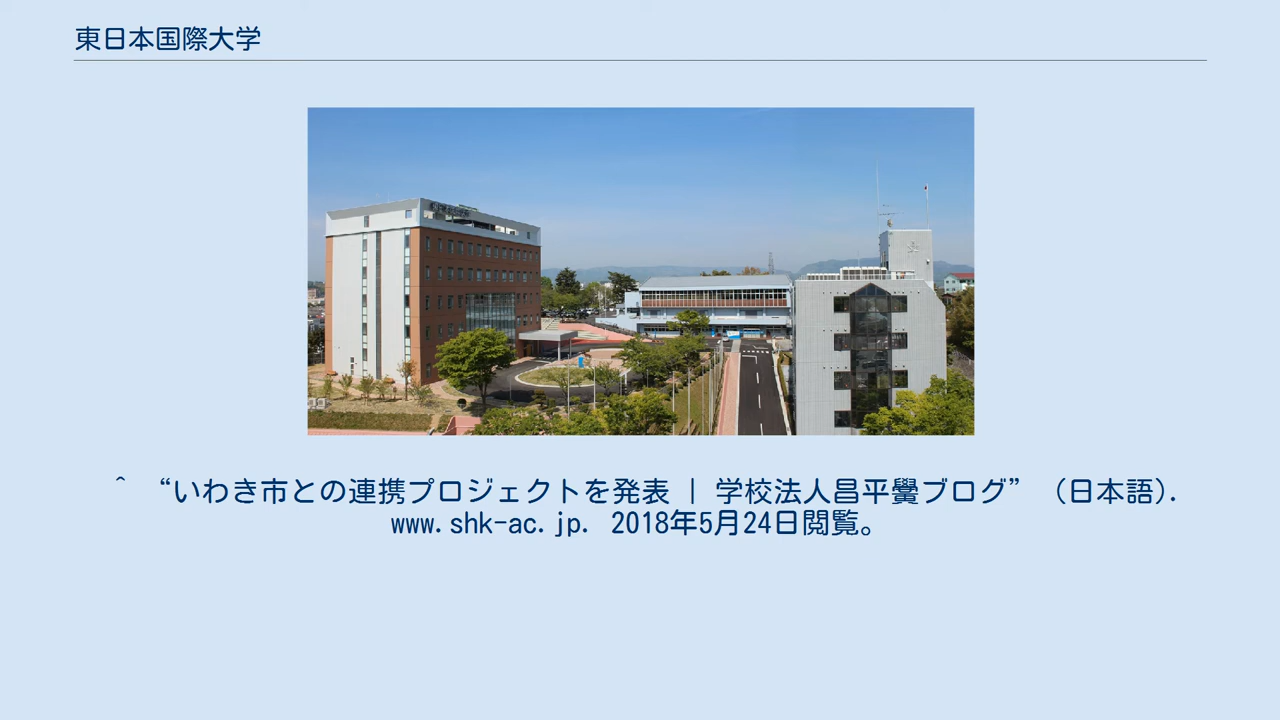 東日本国際大学
^ “いわき市との連携プロジェクトを発表 | 学校法人昌平黌ブログ” (日本語).
www.shk-ac.jp. 2018年5月24日閲覧。